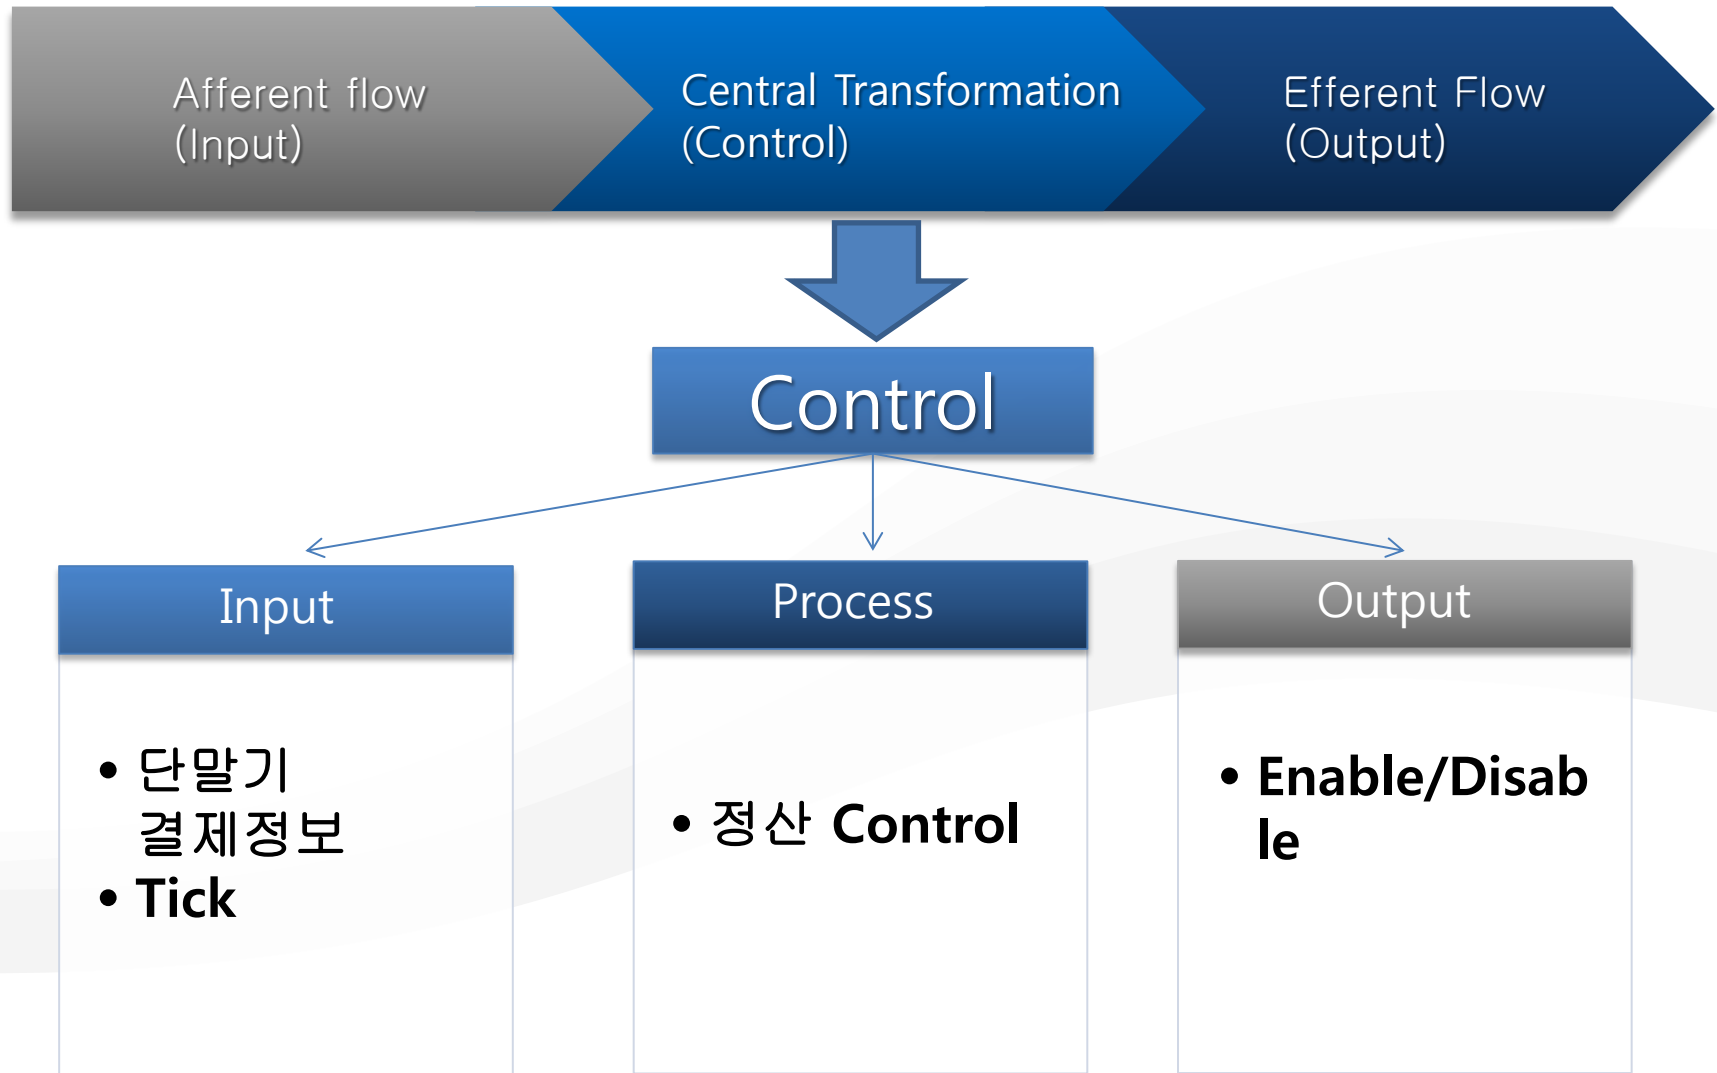 Afferent flow
(Input)
Central Transformation
(Control)
Efferent Flow
(Output)
Control
Input
• 단말기
결제정보
• Tick
Process
• 정산 Control
Output
• Enable/Disab
le